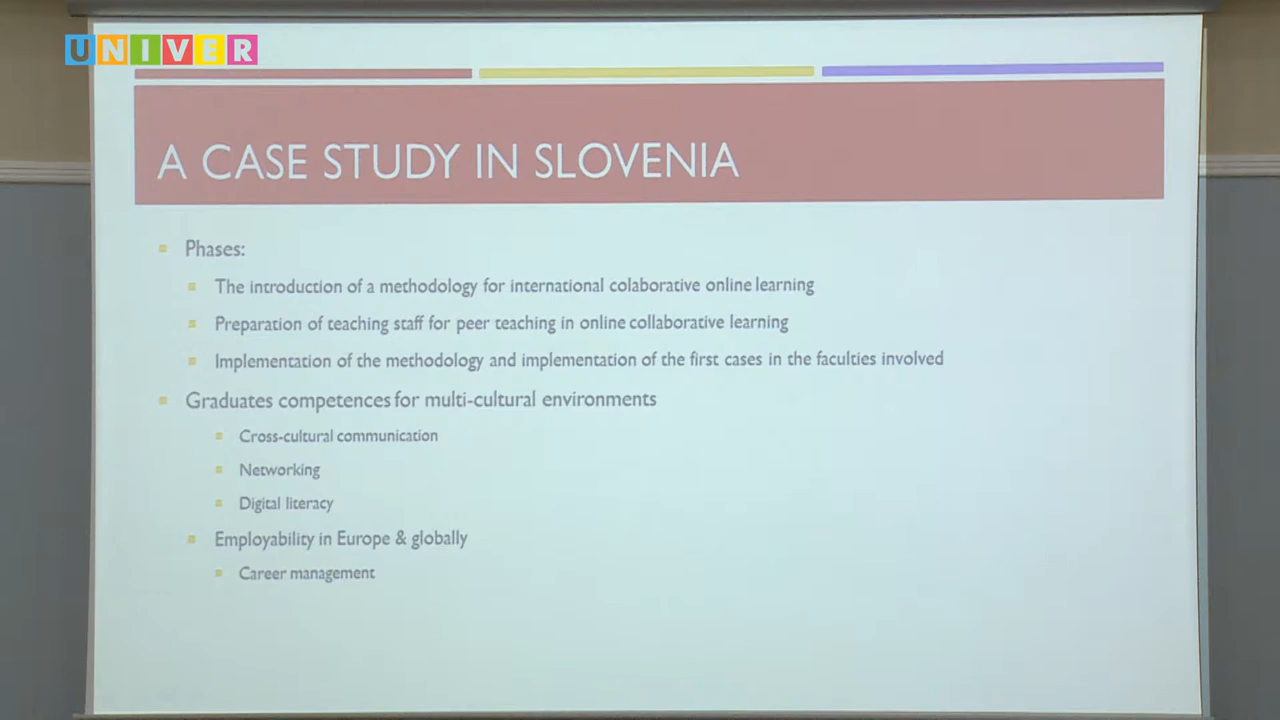 UNIVER
A CASE STUDY IN SLOVENIA
Phases:
The introduction of a methodology for international colaborative online learning
Preparation of teaching staff for peer teaching in online collaborative learning
Implementation of the methodology and implementation of the first cases in the faculties involved
Graduates competences for multi-cultural environments
Cross-cultural communication
Networking
Digital literacy
Employability in Europe & globally
Career management